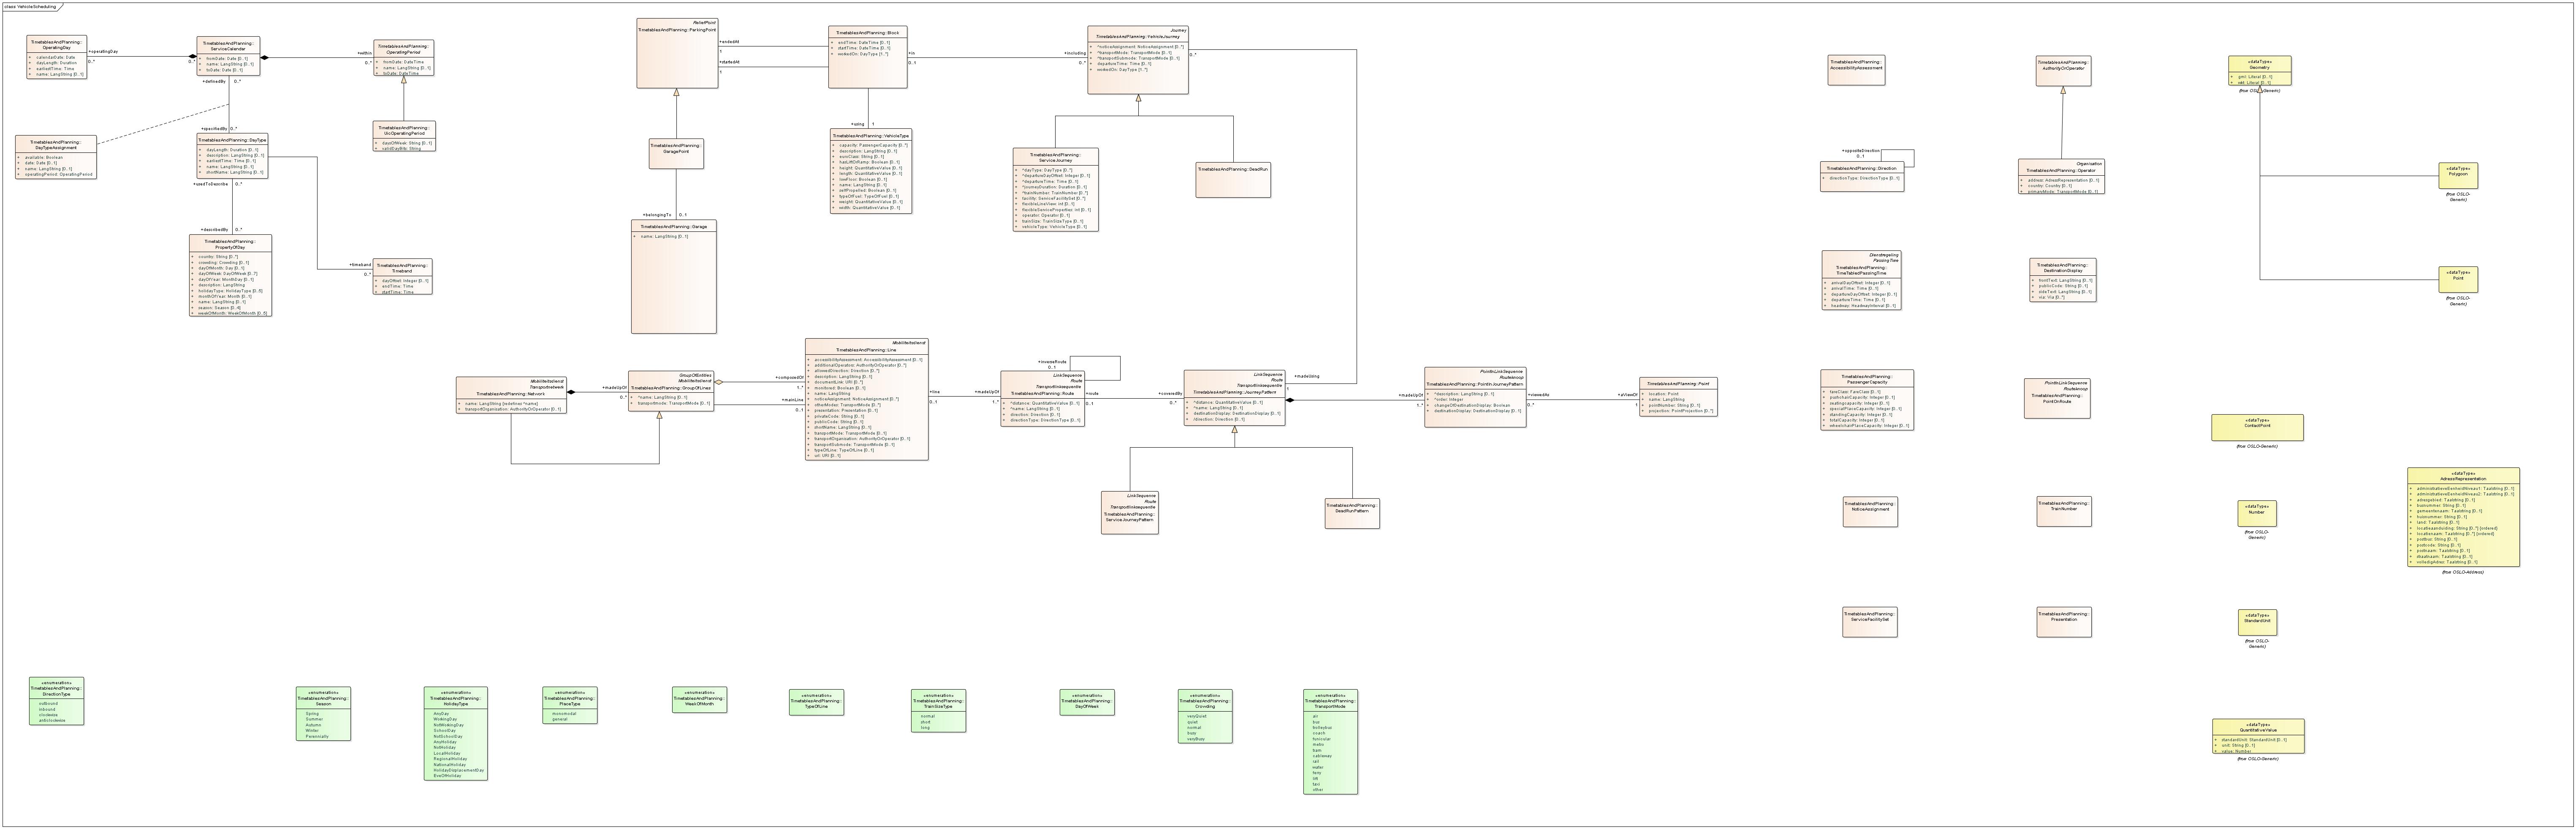 class VehicleScheduling
TimetablesAndPlanning::
OperatingDay
+ calendarDate: Date
+ dayLength: Duration
+ earliestTime: Time
+ name: LangString [0..1]
+operatingDay
0..*
0..*
TimetablesAndPlanning::
ServiceCalendar
+ fromDate: Date [0..1]
+ name: LangString [0..1]
+ toDate: Date [0..1]
+within
0..*
TimetablesAndPlanning::
OperatingPeriod
+ fromDate: DateTime
+ name: LangString [0..1]
+ toDate: DateTime
+definedBy
0..*
+specifiedBy
0..*
TimetablesAndPlanning::
UicOperatingPeriod
+ daysOfWeek: String [0..1]
+ validDayBits: String
TimetablesAndPlanning::
DayTypeAssignment
+ available: Boolean
+ date: Date [0..1]
+ name: LangString [0..1]
+ operatingPeriod: OperatingPeriod
TimetablesAndPlanning::DayType
+ dayLength: Duration [0..1]
+ description: LangString [0..1]
+ earliestTime: Time [0..1]
+ name: LangString [0..1]
+ shortName: LangString [0..1]
+usedToDescribe
0..*
+describedBy
0..*
TimetablesAndPlanning::
PropertyOfDay
+ country: String [0..*]
+ crowding: Crowding [0..1]
+ dayOfMonth: Day [0..1]
+ dayOfWeek: DayOfWeek [0..7]
+ dayOfYear: MonthDay [0..1]
+ description: LangString
+ holidayType: HolidayType [0..5]
+ monthOfYear: Month [0..1]
+ name: LangString [0..1]
+ season: Season [0..4]
+ weekOfMonth: WeekOfMonth [0..5]
+timeband
0..*
TimetablesAndPlanning::
Timeband
+ dayOffset: Integer [0..1]
+ endTime: Time
+ startTime: Time
ReliefPoint
TimetablesAndPlanning::ParkingPoint
+endedAt
1
+startedAt
1
TimetablesAndPlanning::
GaragePoint
+belongingTo
0..1
TimetablesAndPlanning::Garage
+ name: LangString [0..1]
TimetablesAndPlanning::Block
+ endTime: DateTime [0..1]
+ startTime: DateTime [0..1]
+ workedOn: DayType [1..*]
+in
0..1
+using
1
TimetablesAndPlanning::VehicleType
+ capacity: PassengerCapacity [0..*]
+ description: LangString [0..1]
+ euroClass: String [0..1]
+ hasLiftOrRamp: Boolean [0..1]
+ height: QuantitativeValue [0..1]
+ length: QuantitativeValue [0..1]
+ lowFloor: Boolean [0..1]
+ name: LangString [0..1]
+ selfPropelled: Boolean [0..1]
+ typeOfFuel: TypeOfFuel [0..1]
+ weight: QuantitativeValue [0..1]
+ width: QuantitativeValue [0..1]
+including
0..*
Journey
TimetablesAndPlanning::VehicleJourney
+ ^noticeAssignment: NoticeAssignment [0..*]
+ ^transportMode: TransportMode [0..1]
+ ^transportSubmode: TransportMode [0..1]
+ departureTime: Time [0..1]
+ workedOn: DayType [1..*]
0..*
TimetablesAndPlanning::
ServiceJourney
+ ^dayType: DayType [0..*]
+ ^departureDayOffset: Integer [0..1]
+ ^departureTime: Time [0..1]
+ ^journeyDuration: Duration [0..1]
+ ^trainNumber: TrainNumber [0..*]
+ facility: ServiceFacilitySet [0..*]
+ flexibleLineView: int [0..1]
+ flexibleServiceProperties: int [0..1]
+ operator: Operator [0..1]
+ trainSize: TrainSizeType [0..1]
+ vehicleType: VehicleType [0..1]
TimetablesAndPlanning::DeadRun
TimetablesAndPlanning::
AccessibilityAssessment
+oppositeDirection
0..1
TimetablesAndPlanning::Direction
+ directionType: DirectionType [0..1]
TimetablesAndPlanning::
AuthorityOrOperator
Organisation
TimetablesAndPlanning::Operator
+ address: AdresRepresentation [0..1]
+ country: Country [0..1]
+ primaryMode: TransportMode [0..1]
«dataType»
Geometry
+ gml: Literal [0..1]
+ wkt: Literal [0..1]
(from OSLO-Generic)
«dataType»
Polygoon
(from OSLO-
Generic)
«dataType»
Point
(from OSLO-
Generic)
Dienstregeling
PassingTime
TimetablesAndPlanning::
TimeTabledPassingTime
+ arrivalDayOffset: Integer [0..1]
+ arrivalTime: Time [0..1]
+ departureDayOffset: Integer [0..1]
+ departureTime: Time [0..1]
+ headway: HeadwayInterval [0..1]
TimetablesAndPlanning::
DestinationDisplay
+ frontText: LangString [0..1]
+ publicCode: String [0..1]
+ sideText: LangString [0..1]
+ via: Via [0..*]
Mobiliteitsdienst
Transportnetwerk
TimetablesAndPlanning::Network
+ name: LangString {redefines ^name}
+ transportOrganisation: AuthorityOrOperator [0..1]
+madeUpOf
0..*
GroupOfEntities
Mobiliteitsdienst
TimetablesAndPlanning::GroupOfLines
+ ^name: LangString [0..1]
+ transportmode: TransportMode [0..1]
+composedOf
1..*
+mainLine
0..1
Mobiliteitsdienst
TimetablesAndPlanning::Line
+ accessibilityAssessment: AccessibilityAssessment [0..1]
+ additionalOperator: AuthorityOrOperator [0..1]
+ allowedDirection: Direction [0..*]
+ description: LangString [0..1]
+ documentLink: URI [0..*]
+ monitored: Boolean [0..1]
+ name: LangString
+ noticeAssignment: NoticeAssignment [0..*]
+ otherModes: TransportMode [0..*]
+ presentation: Presentation [0..1]
+ privateCode: String [0..1]
+ publicCode: String [0..1]
+ shortName: LangString [0..1]
+ transportMode: TransportMode [0..1]
+ transportOrganisation: AuthorityOrOperator [0..1]
+ transportSubmode: TransportMode [0..1]
+ typeOfLine: TypeOfLine [0..1]
+ url: URI [0..1]
+line
0..1
+madeUpOf
1..*
+inverseRoute
0..1
LinkSequence
Route
Transportlinksequentie
TimetablesAndPlanning::Route
+ ^distance: QuantitativeValue [0..1]
+ ^name: LangString [0..1]
+ direction: Direction [0..1]
+ directionType: DirectionType [0..1]
+route
0..1
+coveredBy
0..*
+madeUsing
1
LinkSequence
Route
Transportlinksequentie
TimetablesAndPlanning::JourneyPattern
+ ^distance: QuantitativeValue [0..1]
+ ^name: LangString [0..1]
+ destinationDisplay: DestinationDisplay [0..1]
+ /direction: Direction [0..1]
+madeUpOf
1..*
PointInLinkSequence
Routeknoop
TimetablesAndPlanning::PointInJourneyPattern
+ ^description: LangString [0..1]
+ ^order: Integer
+ changeOfDestinationDisplay: Boolean
+ destinationDisplay: DestinationDisplay [0..1]
+viewedAs
0..*
+aViewOf
1
TimetablesAndPlanning::Point
+ location: Point
+ name: LangString
+ pointNumber: String [0..1]
+ projection: PointProjection [0..*]
TimetablesAndPlanning::
PassengerCapacity
+ fareClass: FareClass [0..1]
+ pushchairCapacity: Integer [0..1]
+ seatingcapacity: Integer [0..1]
+ specialPlaceCapacity: Integer [0..1]
+ standingCapacity: Integer [0..1]
+ totalCapacity: Integer [0..1]
+ wheelchairPlaceCapacity: Integer [0..1]
PointInLinkSequence
Routeknoop
TimetablesAndPlanning::
PointOnRoute
«dataType»
ContactPoint
(from OSLO-Generic)
LinkSequence
Route
Transportlinksequentie
TimetablesAndPlanning::
ServiceJourneyPattern
TimetablesAndPlanning::
DeadRunPattern
TimetablesAndPlanning::
NoticeAssignment
TimetablesAndPlanning::
TrainNumber
«dataType»
Number
(from OSLO-
Generic)
«dataType»
AdresRepresentation
+ administratieveEenheidNiveau1: TaalString [0..1]
+ administratieveEenheidNiveau2: TaalString [0..1]
+ adresgebied: TaalString [0..1]
+ busnummer: String [0..1]
+ gemeentenaam: TaalString [0..1]
+ huisnummer: String [0..1]
+ land: TaalString [0..1]
+ locatieaanduiding: String [0..*] {ordered}
+ locatienaam: TaalString [0..*] {ordered}
+ postbus: String [0..1]
+ postcode: String [0..1]
+ postnaam: TaalString [0..1]
+ straatnaam: TaalString [0..1]
+ volledigAdres: TaalString [0..1]
(from OSLO-Address)
TimetablesAndPlanning::
ServiceFacilitySet
TimetablesAndPlanning::
Presentation
«dataType»
StandardUnit
(from OSLO-
Generic)
«enumeration»
TimetablesAndPlanning::
DirectionType
outbound
inbound
clockwise
anticlockwise
«enumeration»
TimetablesAndPlanning::
Season
Spring
Summer
Autumn
Winter
Perennially
«enumeration»
TimetablesAndPlanning::
HolidayType
AnyDay
WorkingDay
NotWorkingDay
SchoolDay
NotSchoolDay
AnyHoliday
NotHoliday
LocalHoliday
RegionalHoliday
NationalHoliday
HolidayDisplacementDay
EveOfHoliday
«enumeration»
TimetablesAndPlanning::
PlaceType
monomodal
general
«enumeration»
TimetablesAndPlanning::
WeekOfMonth
«enumeration»
TimetablesAndPlanning::
TypeOfLine
«enumeration»
TimetablesAndPlanning::
TrainSizeType
normal
short
long
«enumeration»
TimetablesAndPlanning::
DayOfWeek
«enumeration»
TimetablesAndPlanning::
Crowding
veryQuiet
quiet
normal
busy
veryBusy
«enumeration»
TimetablesAndPlanning::
TransportMode
air
bus
trolleybus
coach
funicular
metro
tram
cableway
rail
water
ferry
lift
taxi
other
«dataType»
QuantitativeValue
+ standardUnit: StandardUnit [0..1]
+ unit: String [0..1]
+ value: Number
(from OSLO-Generic)